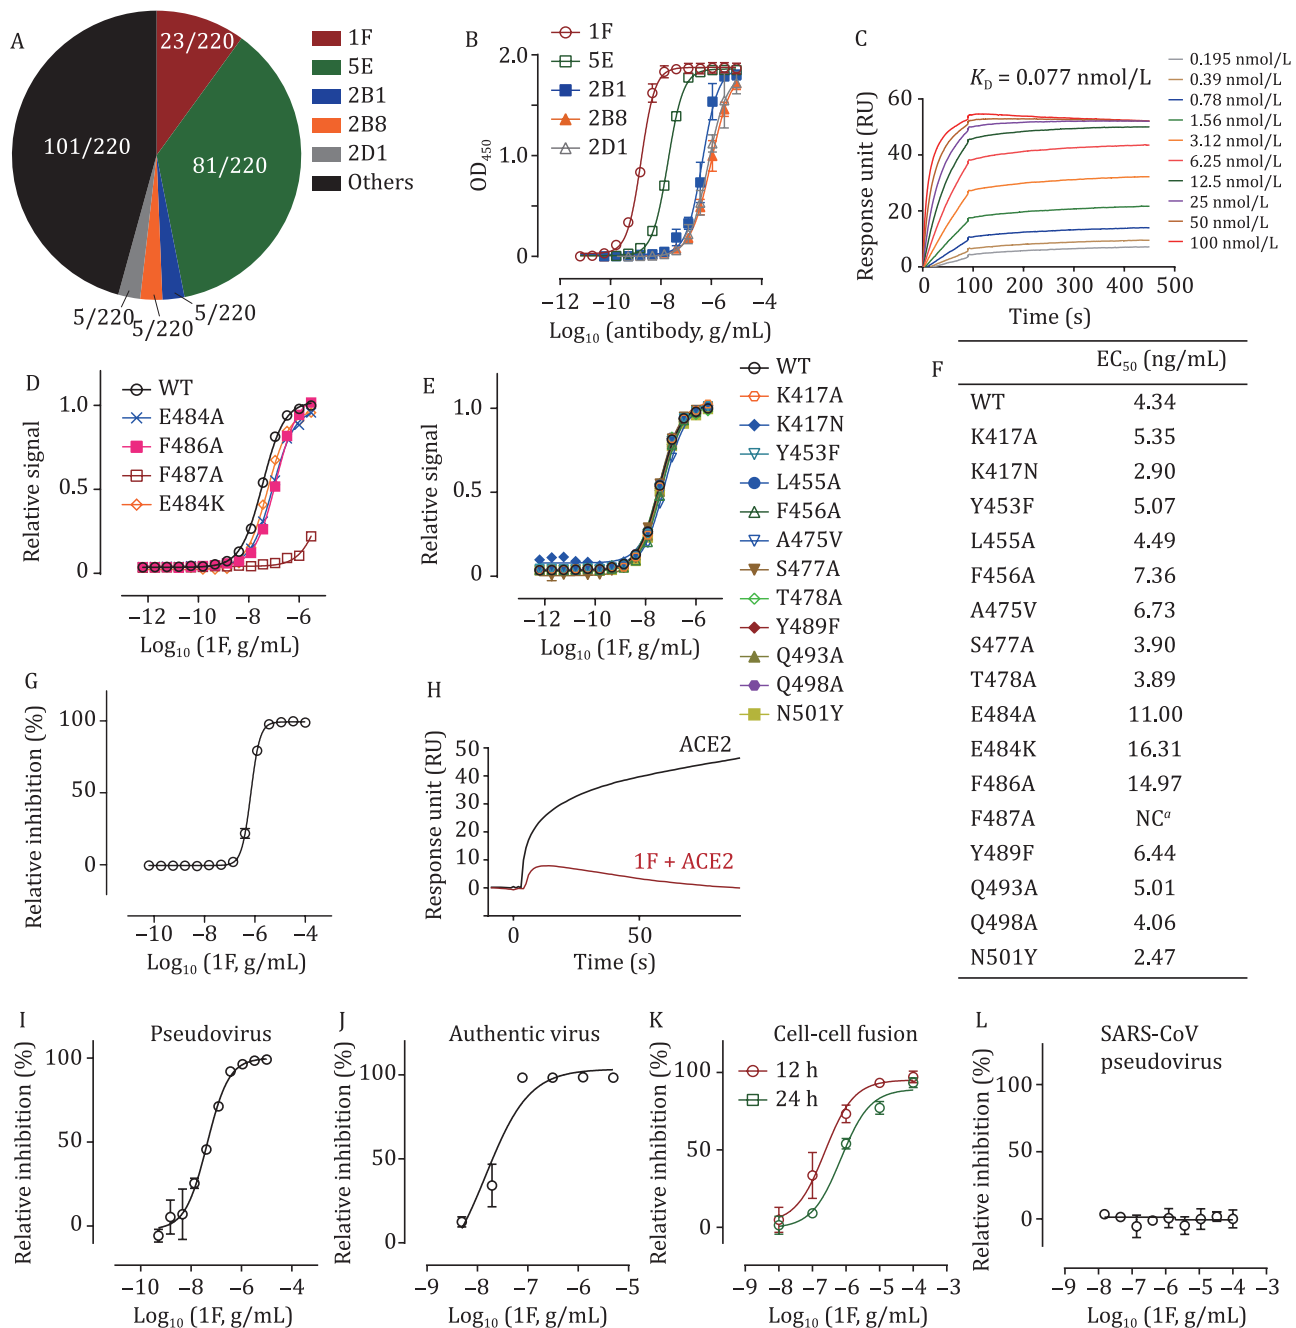 A
23/220
81/220
101/220
5/220
5/220
5/220
1F
5E
2B1
2B8
2D1
Others
B
1F
5E
2B1
2B8
2D1
OD450
2.0
1.0
0
−10
−8
−6
−4
Log10 (antibody, g/mL)
C
KD = 0.077 nmol/L
Response unit (RU)
60
40
20
0
0
100
200
300
400
500
Time (s)
0.195 nmol/L
0.39 nmol/L
0.78 nmol/L
1.56 nmol/L
3.12 nmol/L
6.25 nmol/L
12.5 nmol/L
25 nmol/L
50 nmol/L
100 nmol/L
D
WT
E484A
F486A
F487A
E484K
Relative signal
1.0
0.5
0
−12
−10
−8
−6
Log10 (1F, g/mL)
E
Relative signal
1.0
0.5
0
−12
−10
−8
−6
Log10 (1F, g/mL)
WT
K417A
K417N
Y453F
L455A
F456A
A475V
S477A
T478A
Y489F
Q493A
Q498A
N501Y
F
EC50 (ng/mL)
WT 4.34
K417A 5.35
K417N 2.90
Y453F 5.07
L455A 4.49
F456A 7.36
A475V 6.73
S477A 3.90
T478A 3.89
E484A 11.00
E484K 16.31
F486A 14.97
F487A NCa
Y489F 6.44
Q493A 5.01
Q498A 4.06
N501Y 2.47
G
Relative inhibition (%)
100
50
0
−10
−8
−6
−4
Log10 (1F, g/mL)
H
Response unit (RU)
50
40
30
20
10
0
ACE2
1F + ACE2
0
50
Time (s)
I
Pseudovirus
Relative inhibition (%)
100
50
0
−10
−8
−6
−4
Log10 (1F, g/mL)
J
Authentic virus
Relative inhibition (%)
100
50
0
−9
−8
−7
−6
−5
Log10 (1F, g/mL)
K
Cell-cell fusion
12 h
24 h
Relative inhibition (%)
100
50
0
−9
−8
−7
−6
−5
−4
−3
Log10 (1F, g/mL)
L
SARS-CoV
pseudovirus
Relative inhibition (%)
100
50
0
−9
−8
−7
−6
−5
−4
−3
Log10 (1F, g/mL)